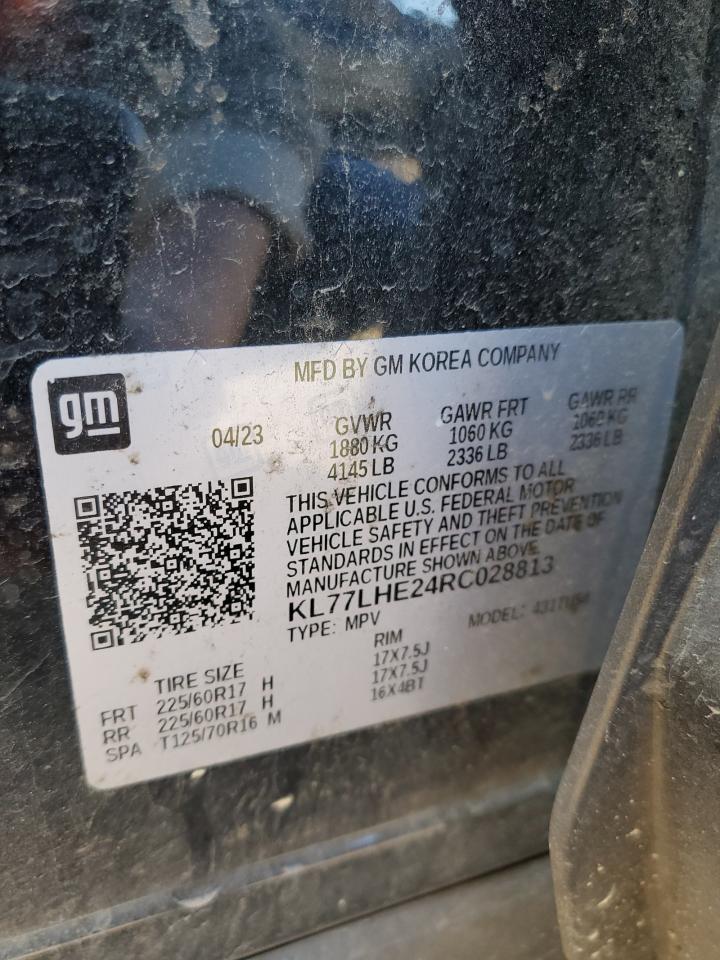 MFD BY GM KOREA COMPANY
gm
04/23
GVWR
1880 KG
4145 LB
GAWR FRT
1060 KG
2336 LB
GAWR RR
1060 KG
2336 LB
THIS VEHICLE CONFORMS TO ALL
APPLICABLE U.S. FEDERAL MOTOR
VEHICLE SAFETY AND THEFT PREVENTION
STANDARDS IN EFFECT ON THE DATE OF
MANUFACTURE SHOWN ABOVE.
KL77LHE24RC028813
TYPE: MPV MODEL:
TIRE SIZE RIM
FRT 225/60R17 H 17X7.5J
RR 225/60R17 H 17X7.5J
SPA T125/70R16 M 16X4BT